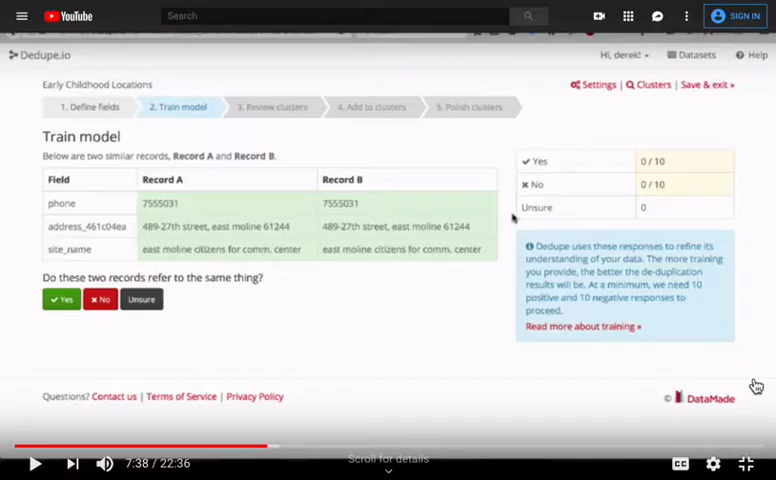 YouTube Search SIGN IN
Dedupe.io Hi, derek! Datasets Help
Early Childhood Locations Settings | Clusters | Save & exit »
1. Define fields 2. Train model 3. Review clusters 4. Add to clusters 5. Polish clusters
Train model
Below are two similar records, Record A and Record B.
Field Record A Record B
phone 7555031 7555031
address_461c04ea 489-27th street, east moline 61244 489-27th street, east moline 61244
site_name east moline citizens for comm. center east moline citizens for comm. center
Do these two records refer to the same thing?
Yes No Unsure
Yes 0 / 10
No 0 / 10
Unsure 0
Dedupe uses these responses to refine its
understanding of your data. The more training
you provide, the better the de-duplication
results will be. At a minimum, we need 10
positive and 10 negative responses to
proceed.
Read more about training »
Questions? Contact us | Terms of Service | Privacy Policy © DataMade
7:38 / 22:36 Scroll for details CC